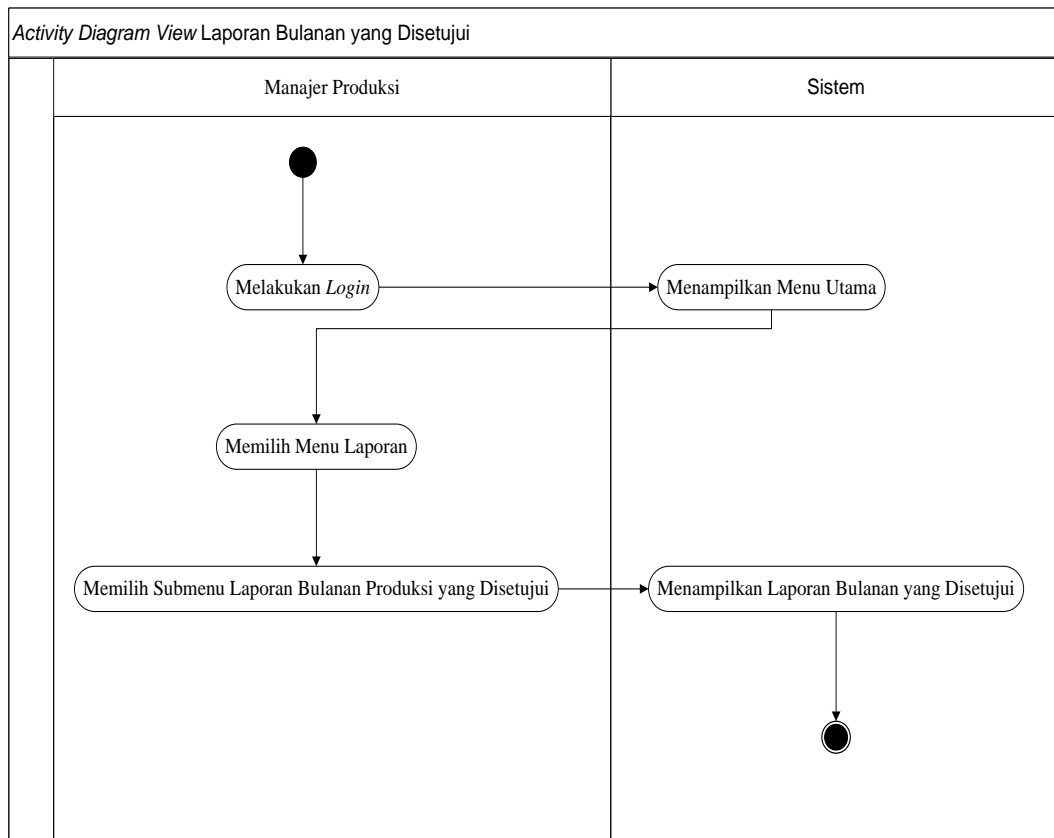 Activity Diagram View Laporan Bulanan yang Disetujui
Manajer Produksi
Sistem
Melakukan Login
Menampilkan Menu Utama
Memilih Menu Laporan
Memilih Submenu Laporan Bulanan Produksi yang Disetujui
Menampilkan Laporan Bulanan yang Disetujui